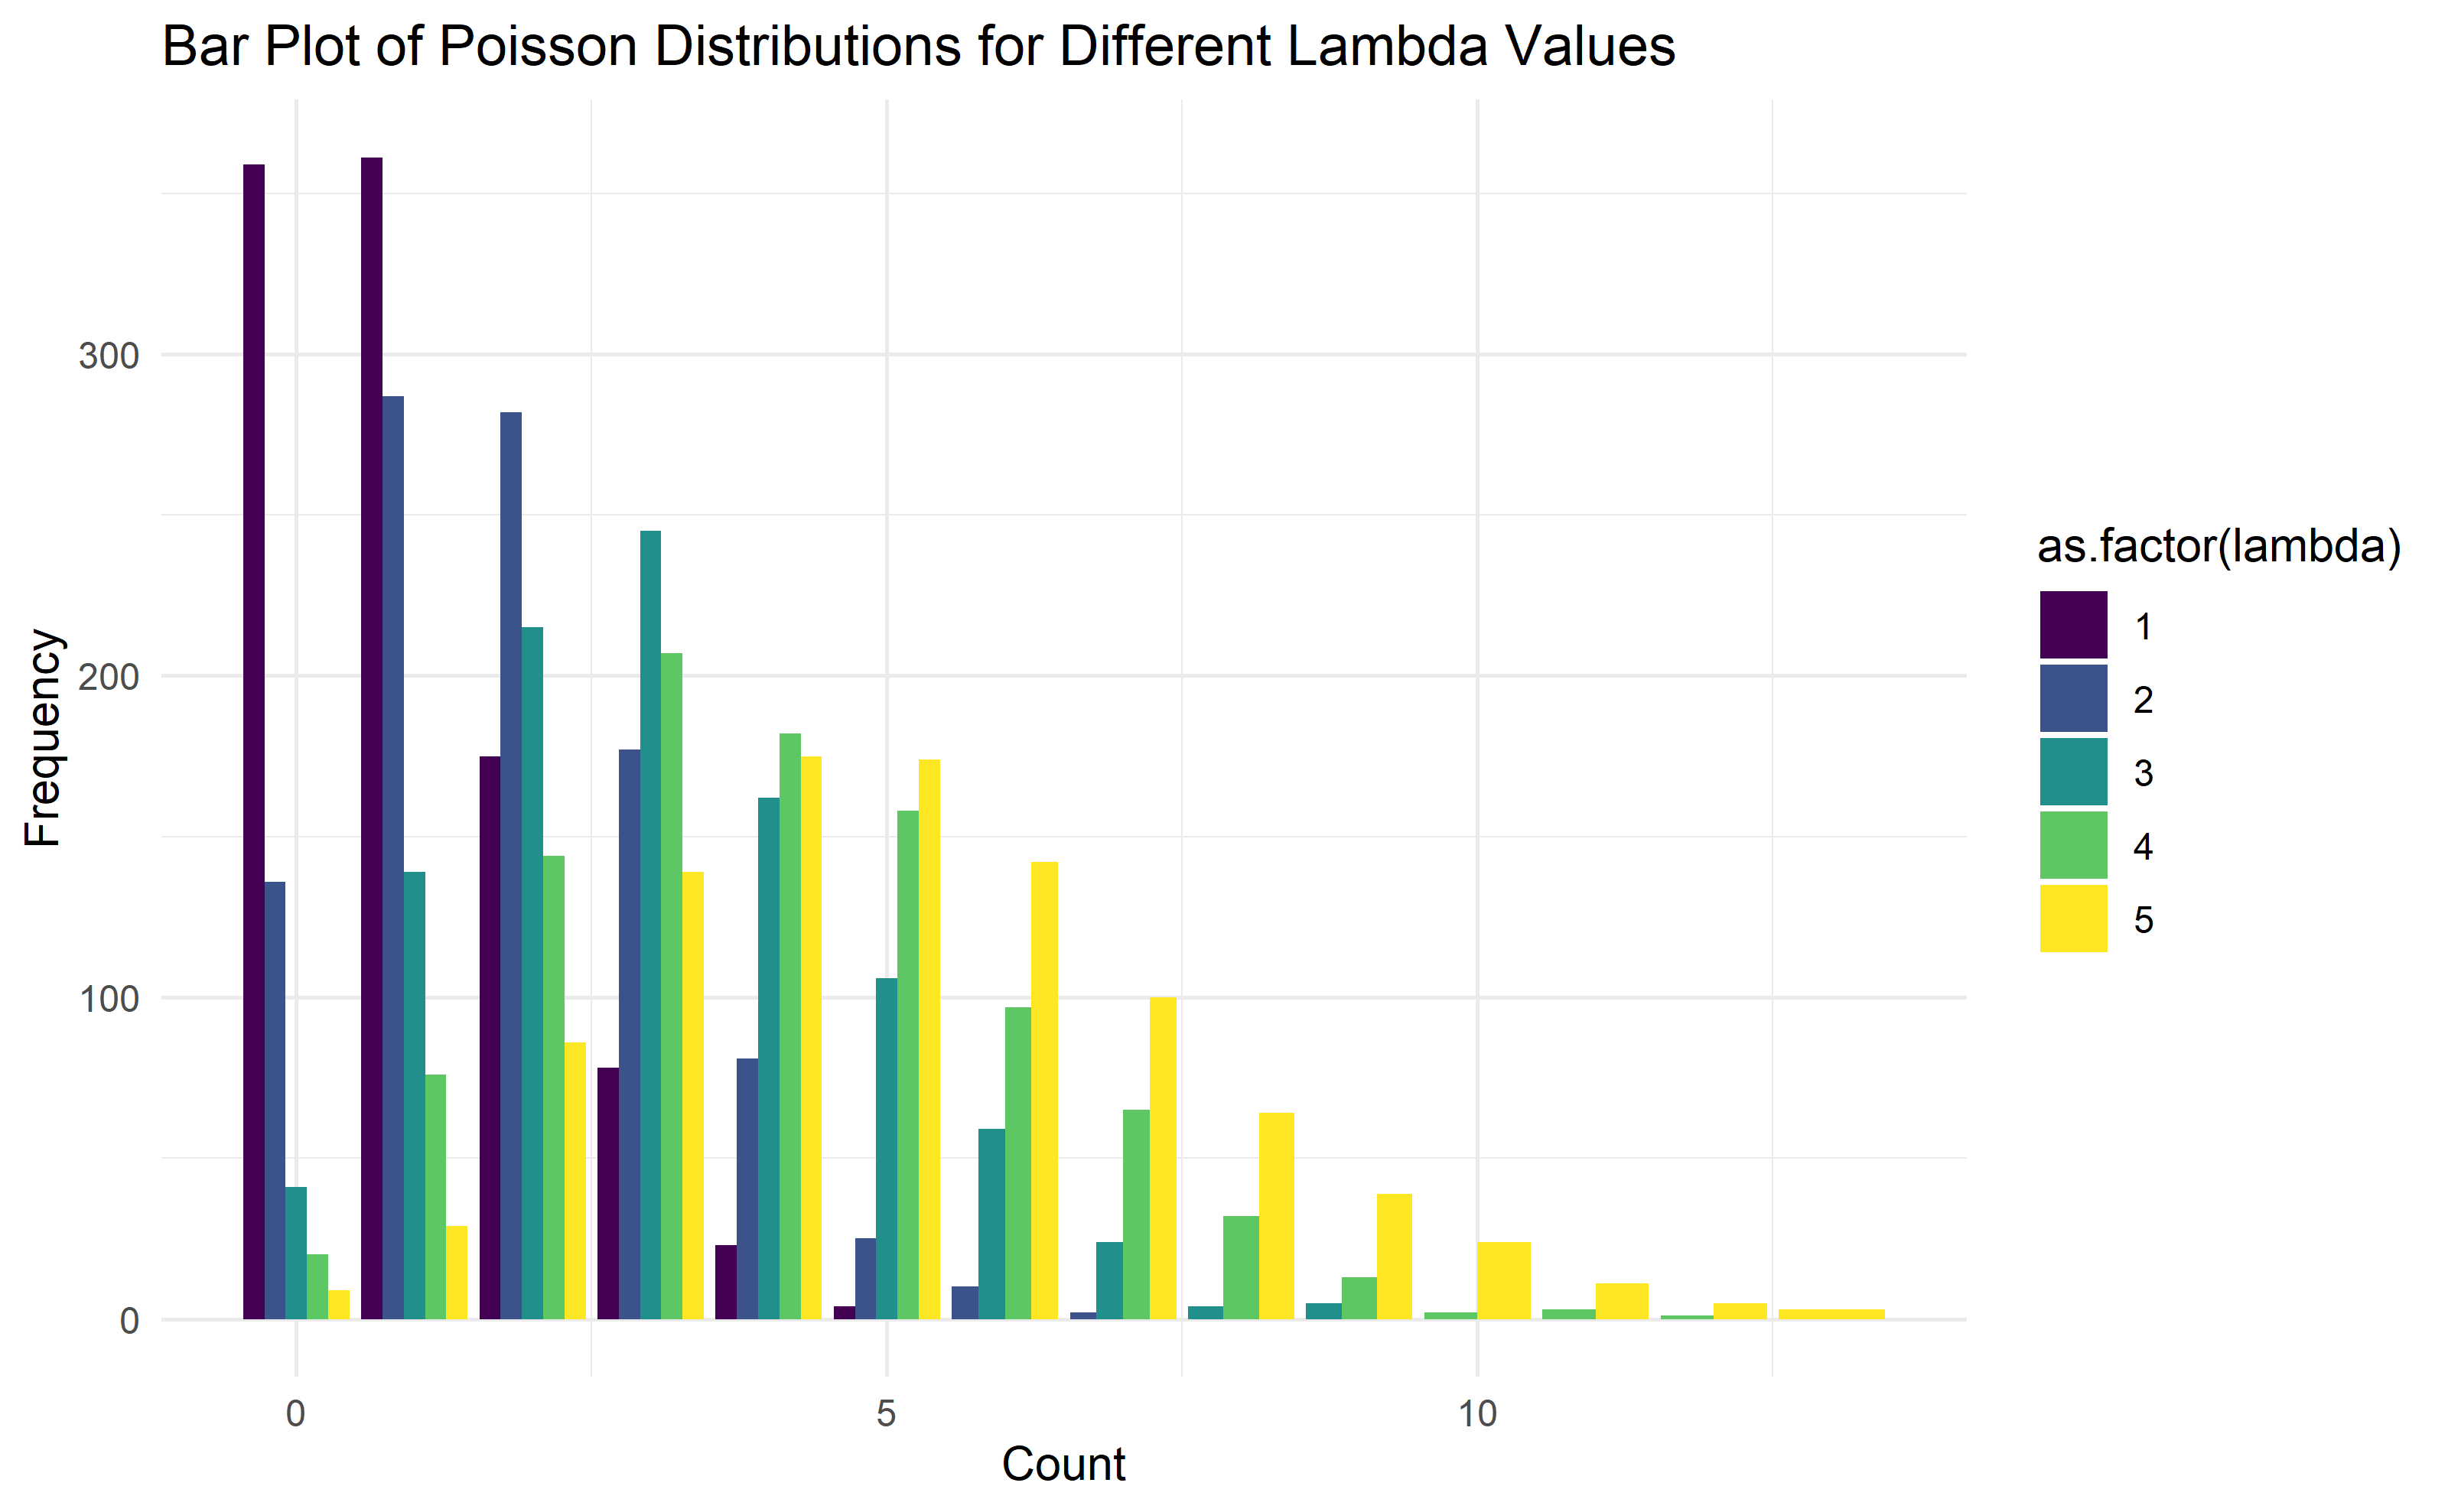 Bar Plot of Poisson Distributions for Different Lambda Values
Frequency
300
200
100
0
0 5 10
Count
as.factor(lambda)
1
2
3
4
5